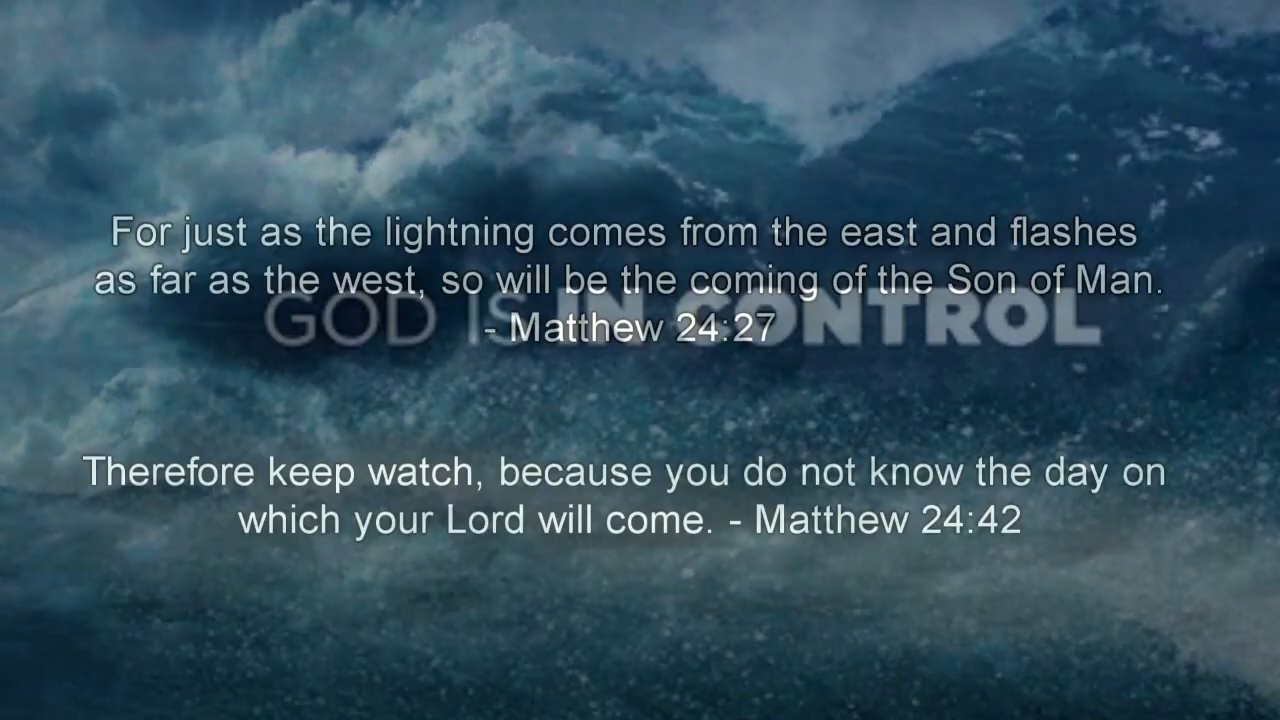 For just as the lightning comes from the east and flashes
as far as the west, so will be the coming of the Son of Man.
GOD IS IN CONTROL
- Matthew 24:27
Therefore keep watch, because you do not know the day on
which your Lord will come. - Matthew 24:42